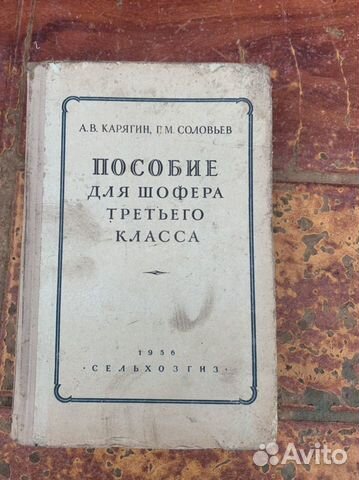 А.В. КАРЯГИН, Г.М. СОЛОВЬЕВ
ПОСОБИЕ
ДЛЯ ШОФЕРА
ТРЕТЬЕГО
КЛАССА
1956
·СЕЛЬХОЗГИЗ·
Avito